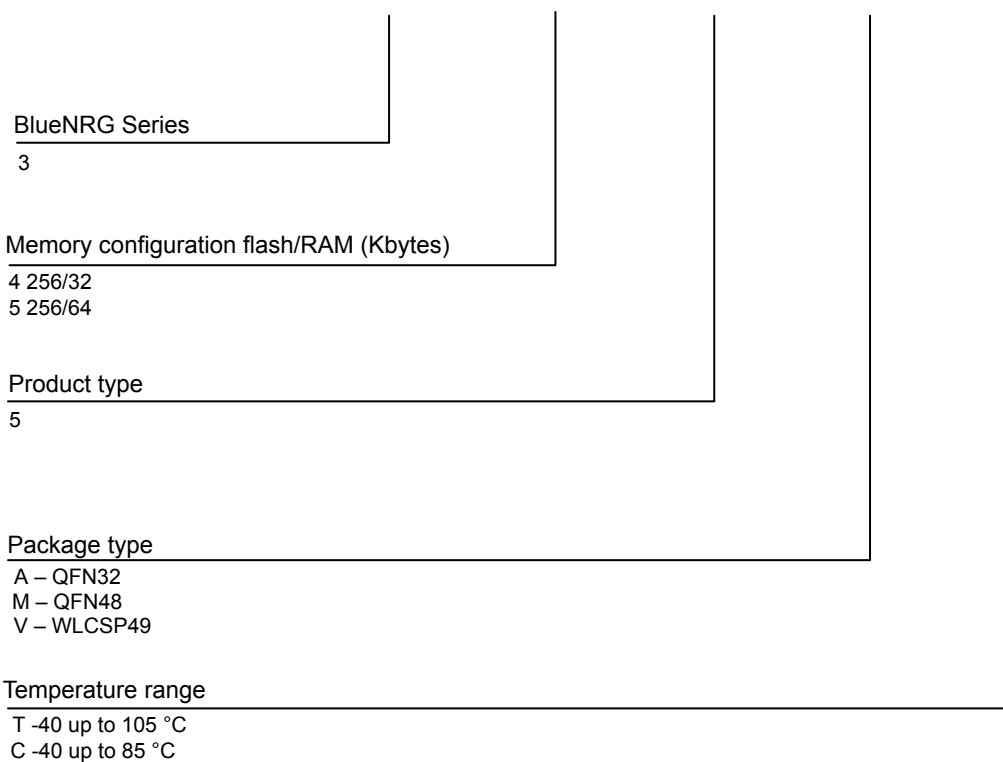 BlueNRG Series
3
Memory configuration flash/RAM (Kbytes)
4 256/32
5 256/64
Product type
5
Package type
A – QFN32
M – QFN48
V – WLCSP49
Temperature range
T -40 up to 105 °C
C -40 up to 85 °C